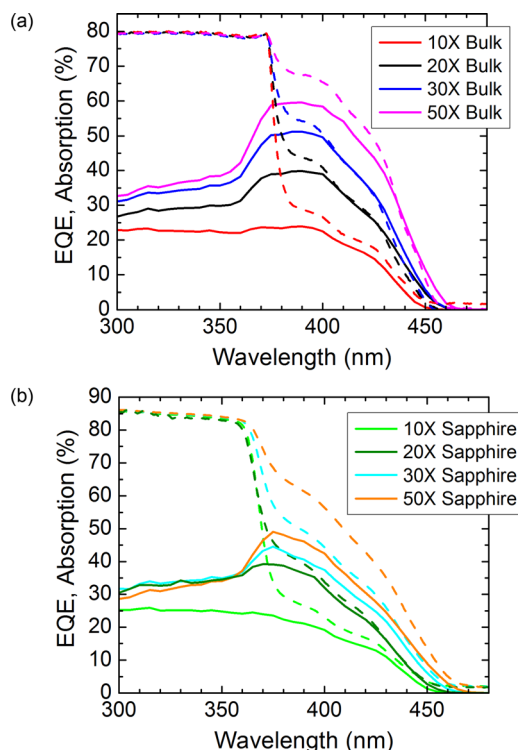 (a)
80
70
60
50
40
30
20
10
0
EQE, Absorption (%)
10X Bulk
20X Bulk
30X Bulk
50X Bulk
300
350
400
450
Wavelength (nm)
(b)
90
80
70
60
50
40
30
20
10
0
EQE, Absorption (%)
10X Sapphire
20X Sapphire
30X Sapphire
50X Sapphire
300
350
400
450
Wavelength (nm)